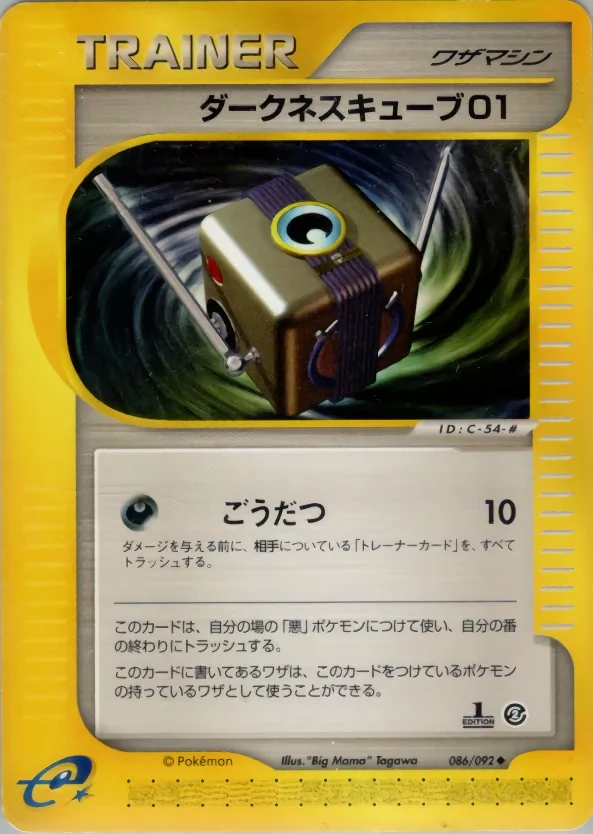 TRAINER
ワザマシン
ダークネスキューブ01
ID:C-54-#
ごうだつ 10
ダメージを与える前に、相手についている「トレーナーカード」を、すべて
トラッシュする。
このカードは、自分の場の「悪」ポケモンにつけて使い、自分の番
の終わりにトラッシュする。
このカードに書いてあるワザは、このカードをつけているポケモン
の持っているワザとして使うことができる。
1
EDITION
2
©Pokémon Illus."Big Mama" Tagawa 086/092◆
e